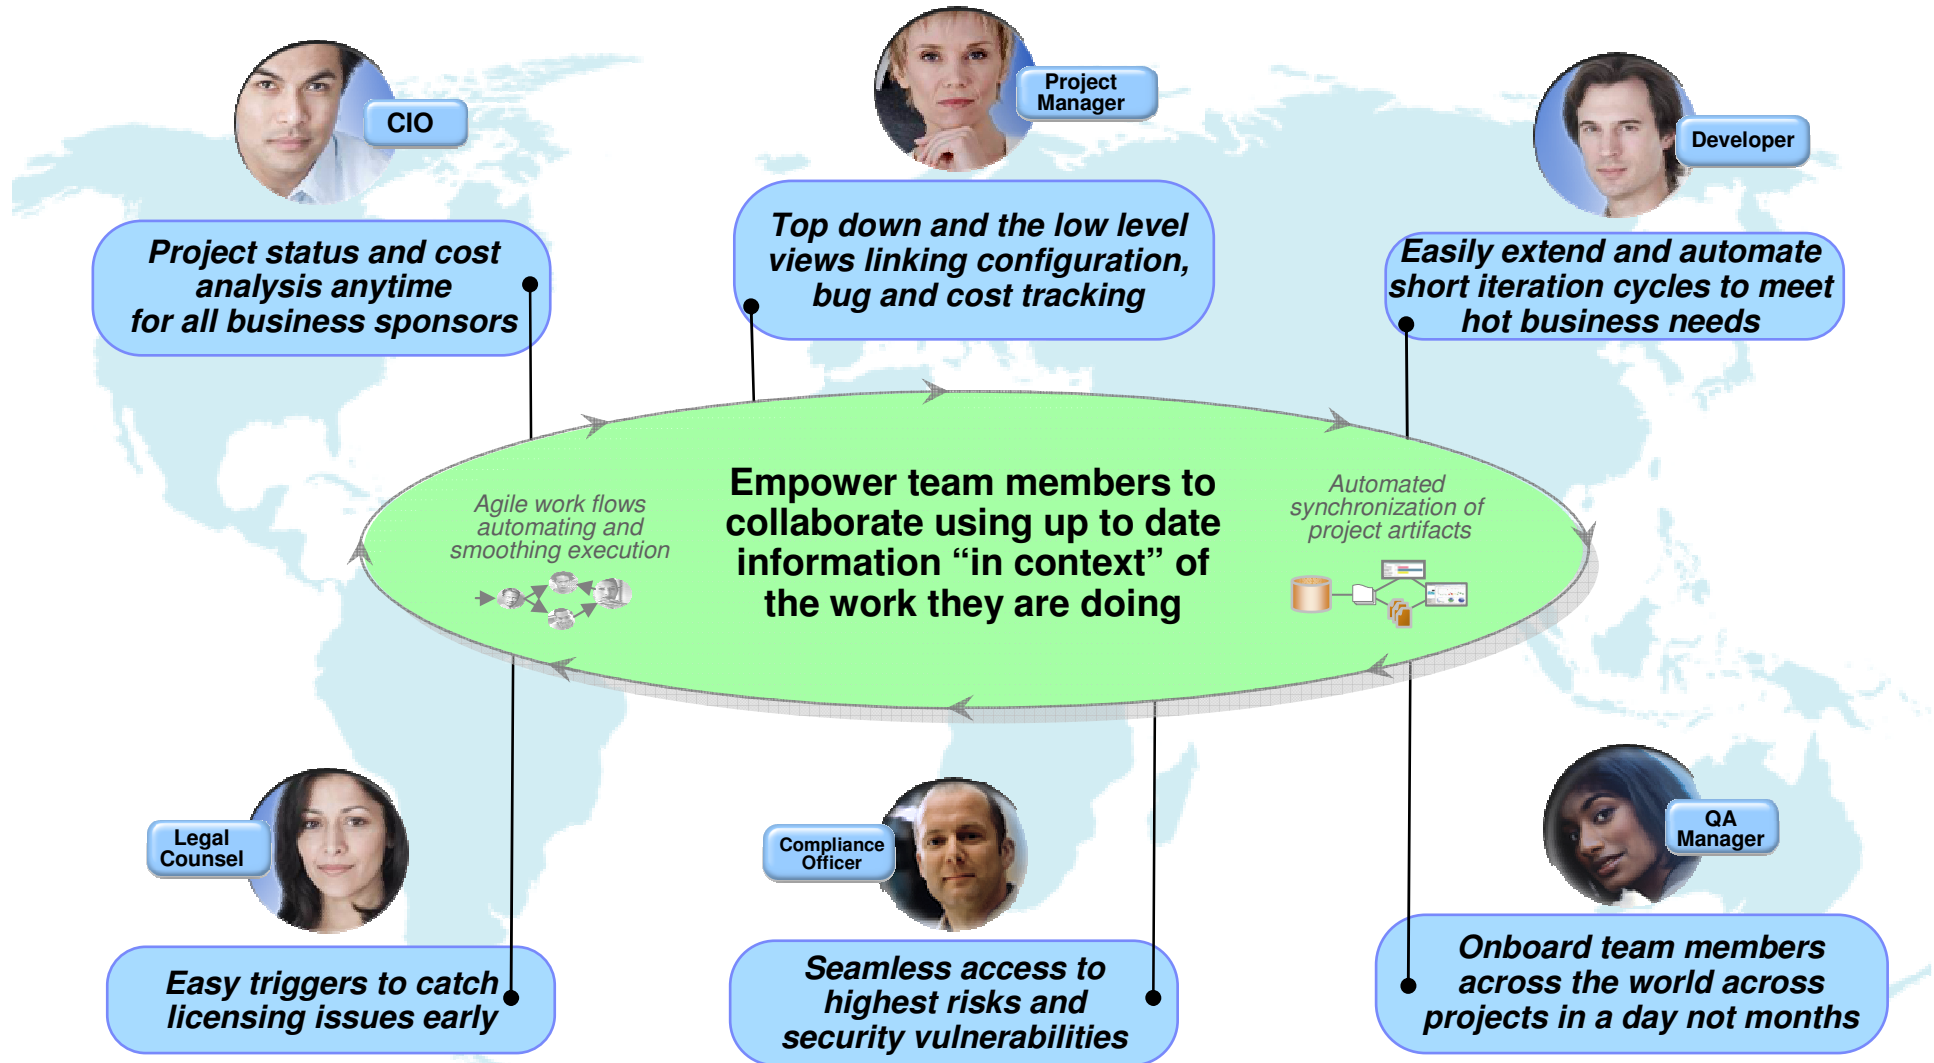 CIO
Project
Manager
Developer
Project status and cost
analysis anytime
for all business sponsors
Top down and the low level
views linking configuration,
bug and cost tracking
Easily extend and automate
short iteration cycles to meet
hot business needs
Agile work flows
automating and
smoothing execution
Empower team members to
collaborate using up to date
information “in context” of
the work they are doing
Automated
synchronization of
project artifacts
Legal
Counsel
Compliance
Officer
QA
Manager
Easy triggers to catch
licensing issues early
Seamless access to
highest risks and
security vulnerabilities
Onboard team members
across the world across
projects in a day not months